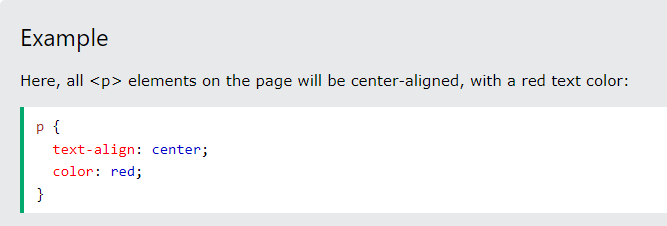 Example
Here, all <p> elements on the page will be center-aligned, with a red text color:
p {
  text-align: center;
  color: red;
}